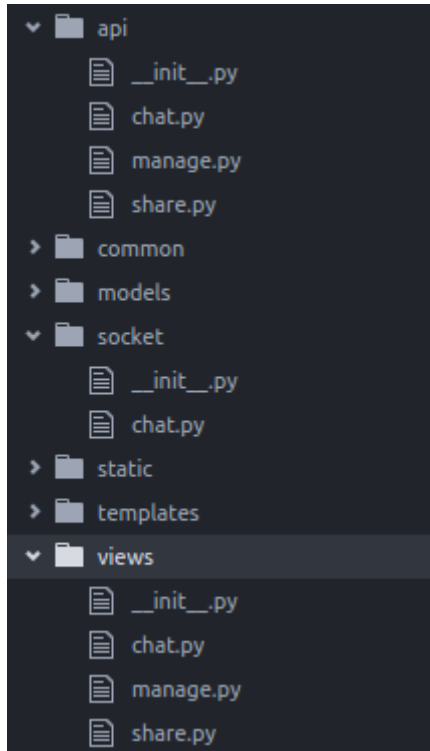 api
__init__.py
chat.py
manage.py
share.py
common
models
socket
__init__.py
chat.py
static
templates
views
__init__.py
chat.py
manage.py
share.py